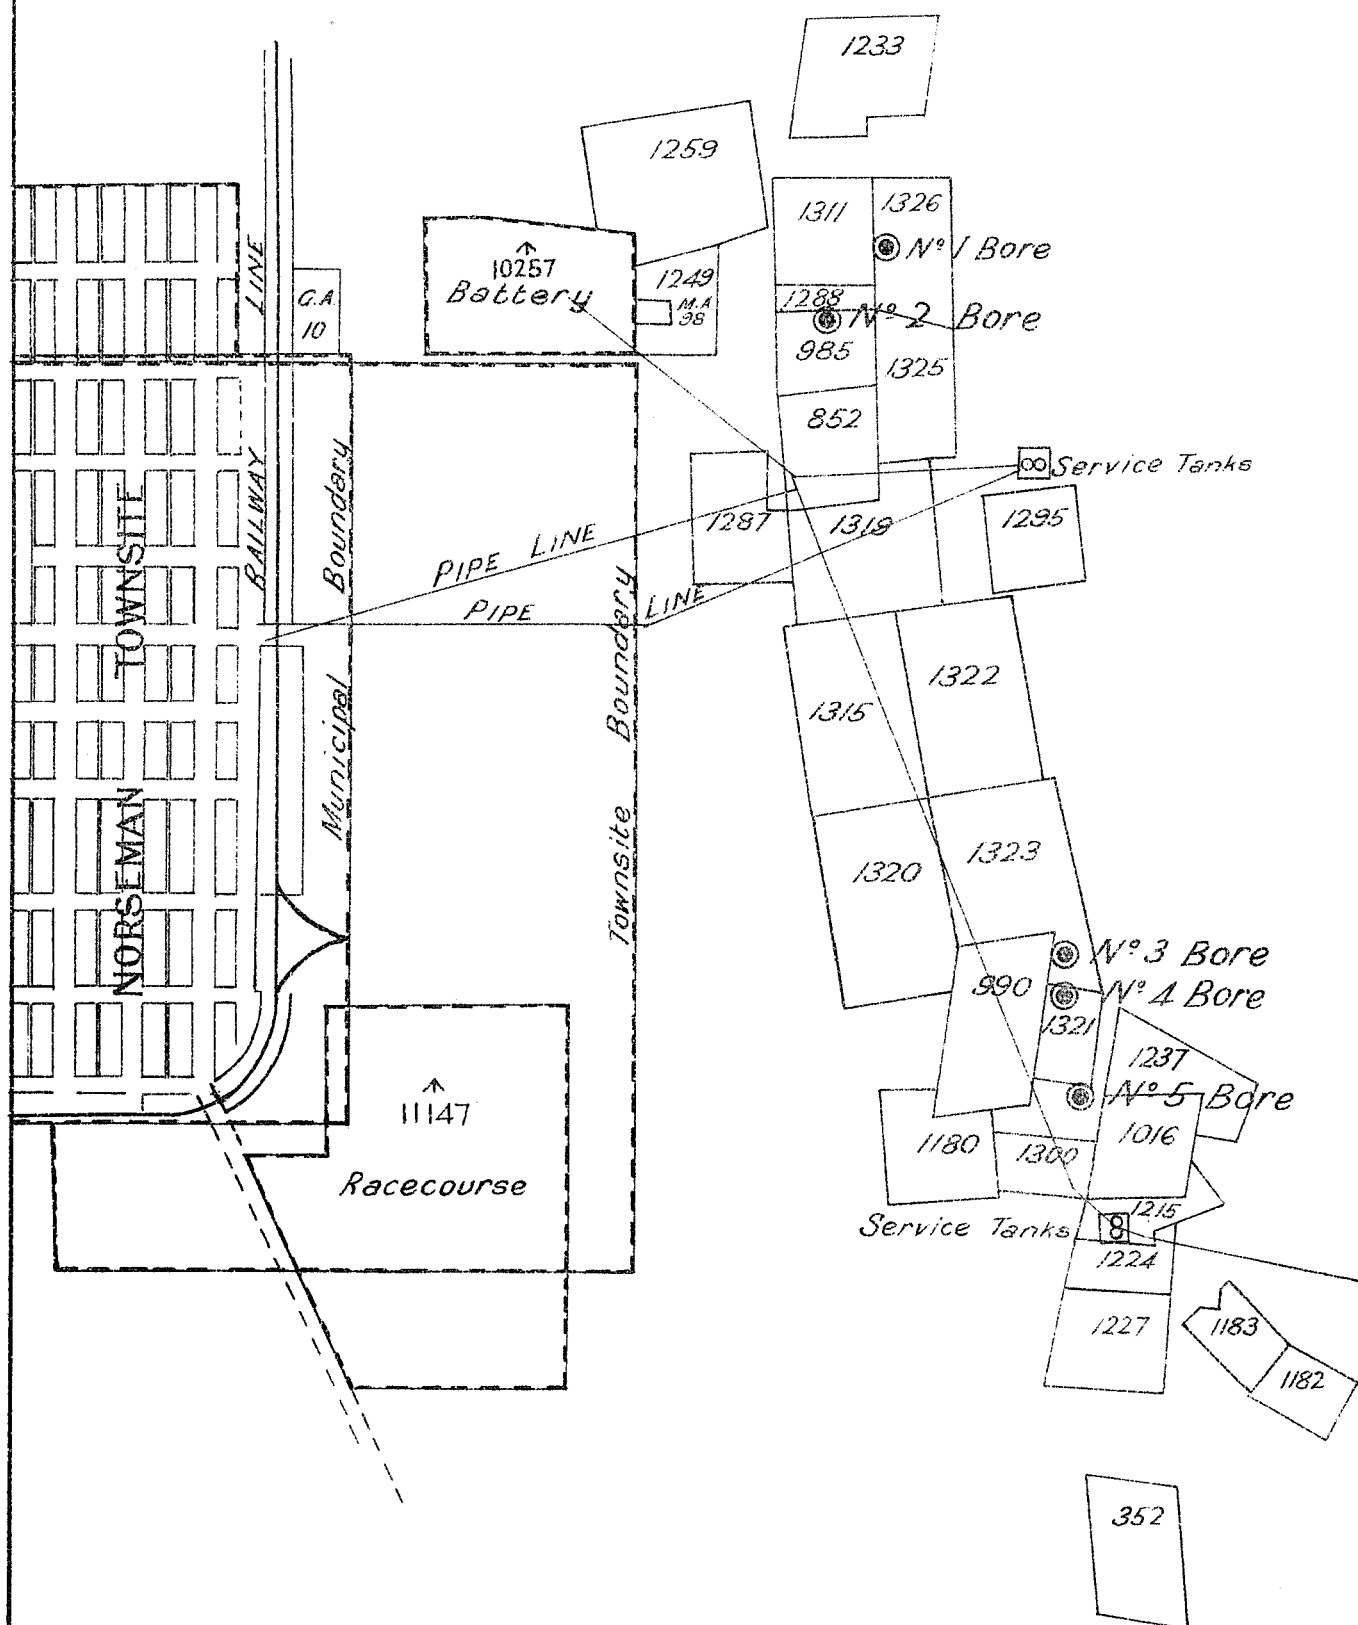 1233
1259
1311
1326
Nº 1 Bore
10257
Battery
1249
M.A
98
1288
Nº 2 Bore
985
1325
852
G.A.
10
RAILWAY LINE
Service Tanks
1287
1319
1295
PIPE LINE
PIPE LINE
Municipal Boundary
Townsite Boundary
NORSEMAN TOWNSITE
1322
1315
1323
1320
Nº 3 Bore
990
Nº 4 Bore
1321
1237
Nº 5 Bore
11147
Racecourse
1180
1300
1016
1215
Service Tanks
1224
1227
1183
1182
352